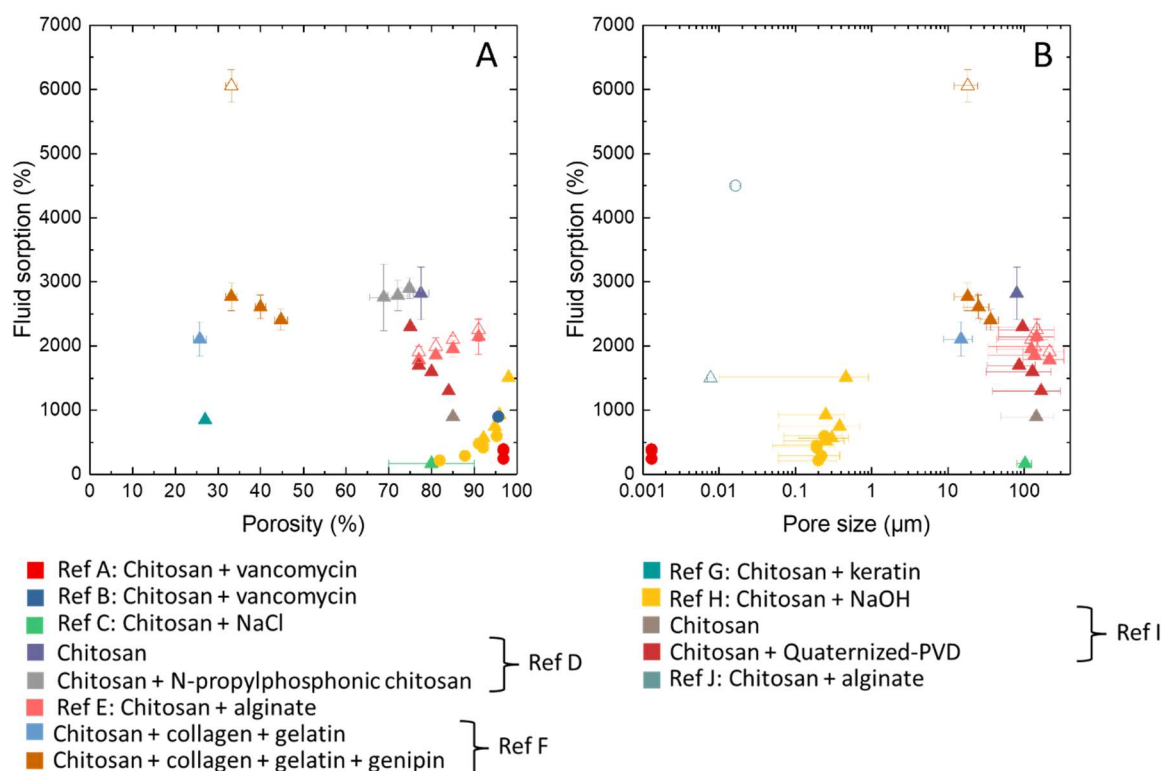 A
7000
6000
5000
4000
3000
2000
1000
0
Fluid sorption (%)
0 10 20 30 40 50 60 70 80 90 100
Porosity (%)
B
7000
6000
5000
4000
3000
2000
1000
0
Fluid sorption (%)
0.001 0.01 0.1 1 10 100
Pore size (µm)
Ref A: Chitosan + vancomycin
Ref B: Chitosan + vancomycin
Ref C: Chitosan + NaCl
Chitosan
Chitosan + N-propylphosphonic chitosan
Ref D
Ref E: Chitosan + alginate
Chitosan + collagen + gelatin
Chitosan + collagen + gelatin + genipin
Ref F
Ref G: Chitosan + keratin
Ref H: Chitosan + NaOH
Chitosan
Chitosan + Quaternized-PVD
Ref I
Ref J: Chitosan + alginate